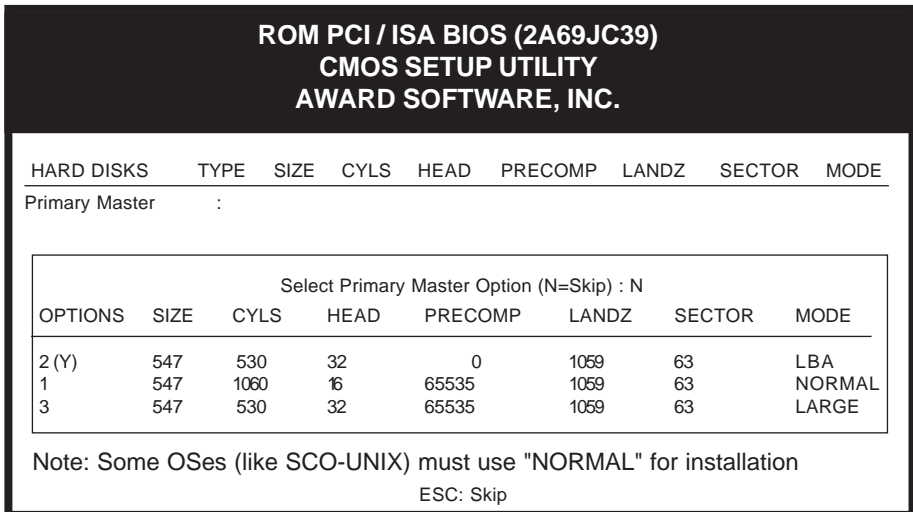 ROM PCI / ISA BIOS (2A69JC39)
CMOS SETUP UTILITY
AWARD SOFTWARE, INC.
HARD DISKS TYPE SIZE CYLS HEAD PRECOMP LANDZ SECTOR MODE
Primary Master :
Select Primary Master Option (N=Skip) : N
OPTIONS SIZE CYLS HEAD PRECOMP LANDZ SECTOR MODE
2 (Y) 547 530 32 0 1059 63 LBA
1 547 1060 16 65535 1059 63 NORMAL
3 547 530 32 65535 1059 63 LARGE
Note: Some OSes (like SCO-UNIX) must use "NORMAL" for installation
ESC: Skip